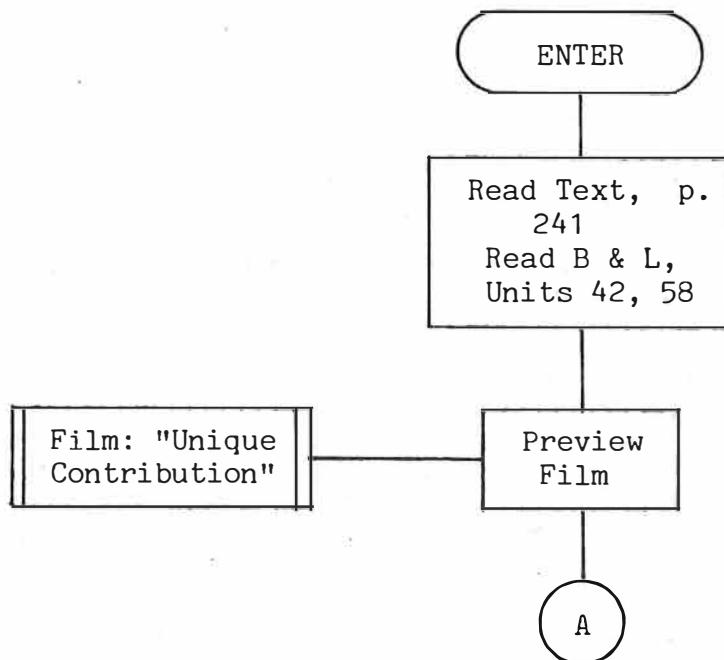 ENTER
Read Text, p.
241
Read B & L,
Units 42, 58
Film: "Unique
Contribution"
Preview
Film
A